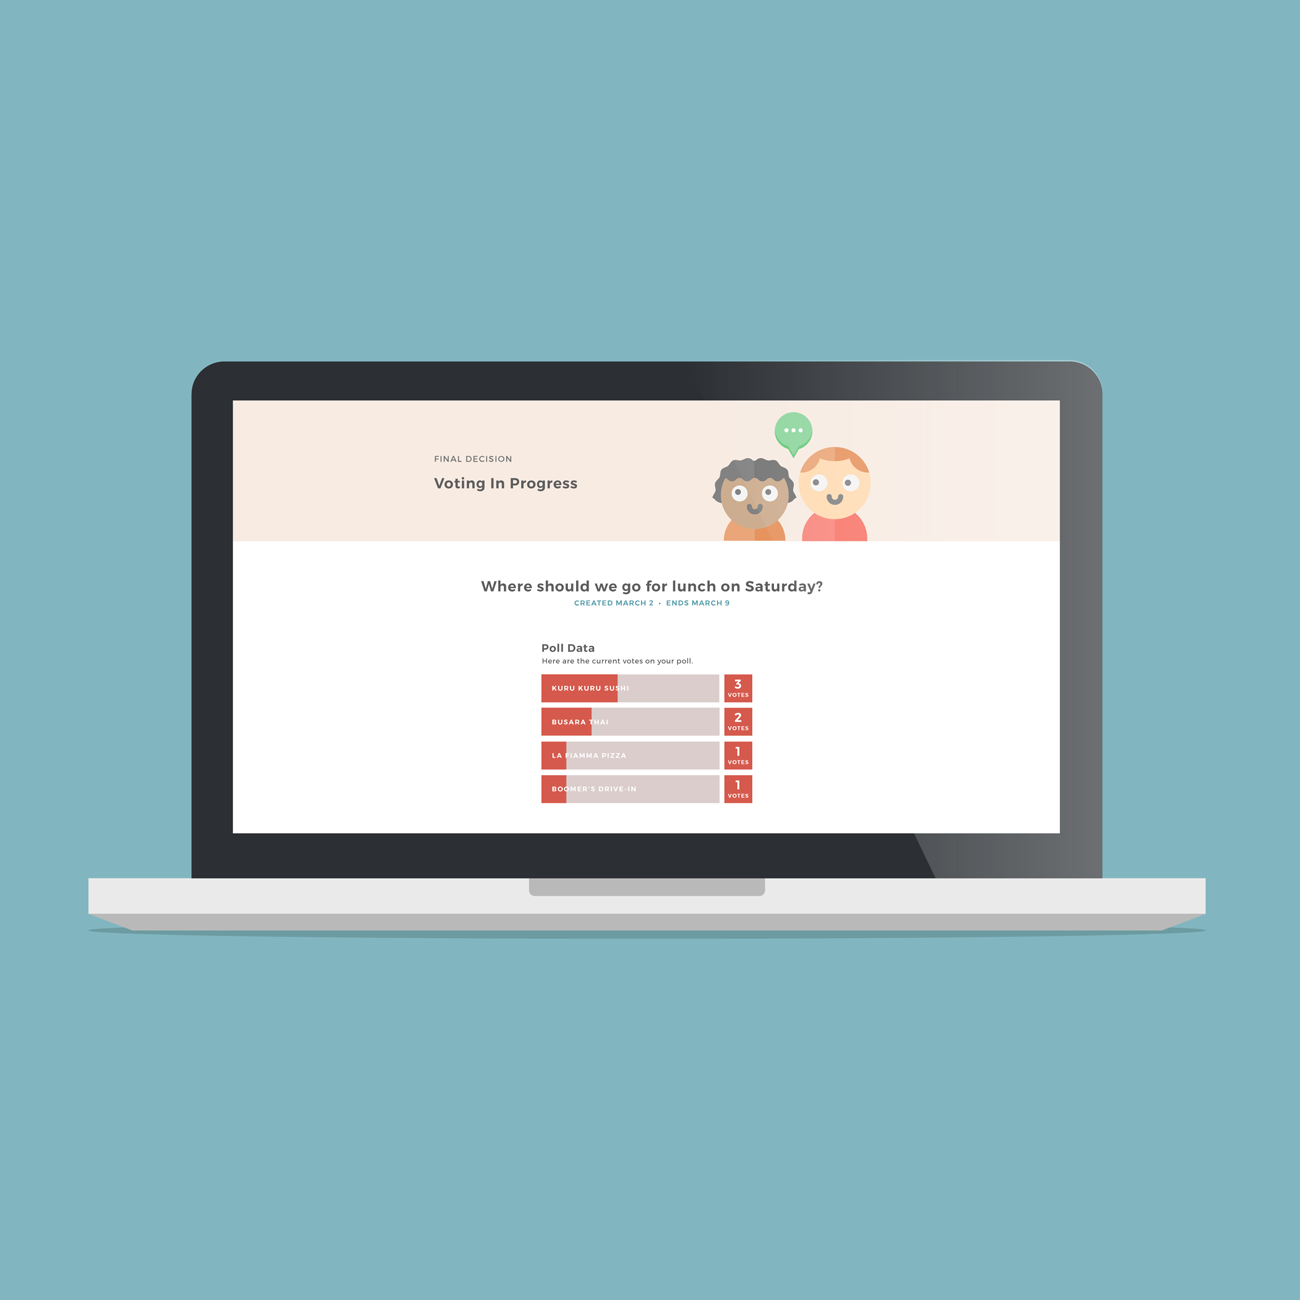 FINAL DECISION
Voting In Progress
Where should we go for lunch on Saturday?
CREATED MARCH 2 • ENDS MARCH 9
Poll Data
Here are the current votes on your poll.
KURU KURU SUSHI
3
VOTES
BUSARA THAI
2
VOTES
LA FIAMMA PIZZA
1
VOTES
BOOMER'S DRIVE-IN
1
VOTES